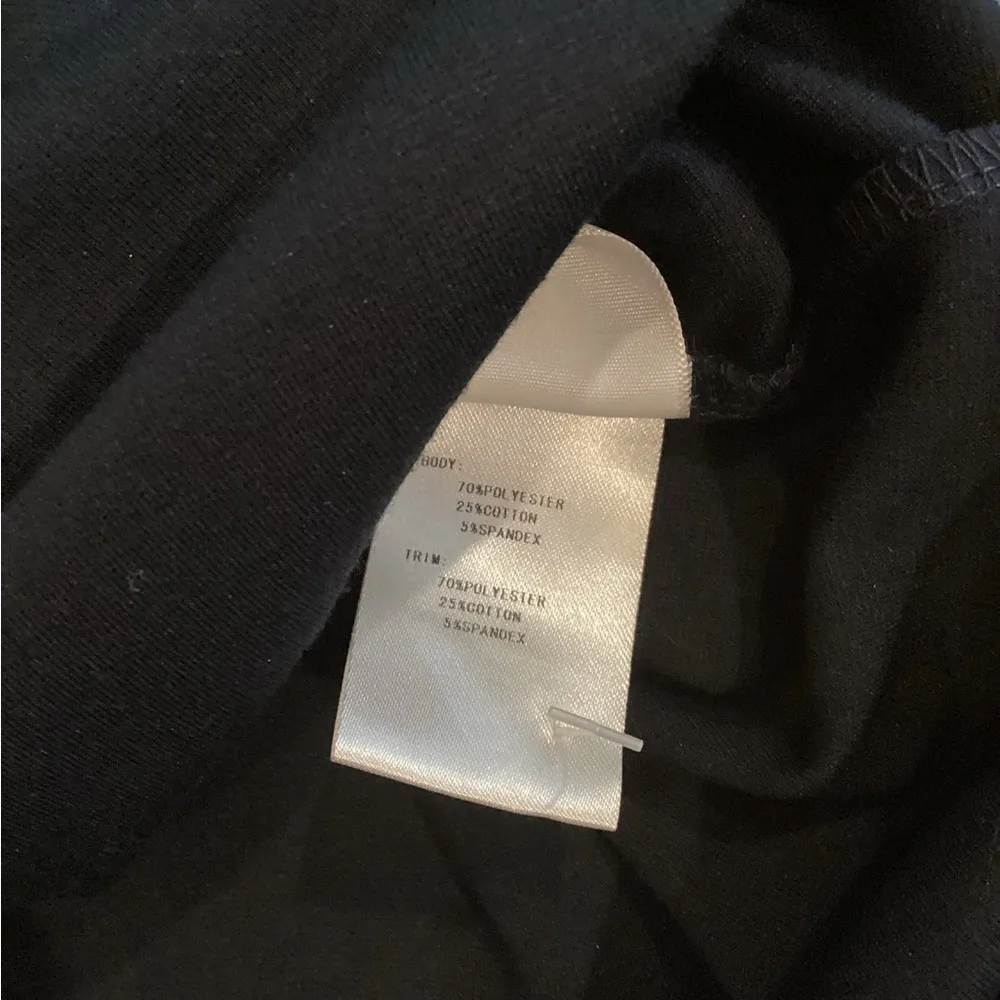 BODY:
70%POLYESTER
25%COTTON
5%SPANDEX
TRIM:
70%POLYESTER
25%COTTON
5%SPANDEX